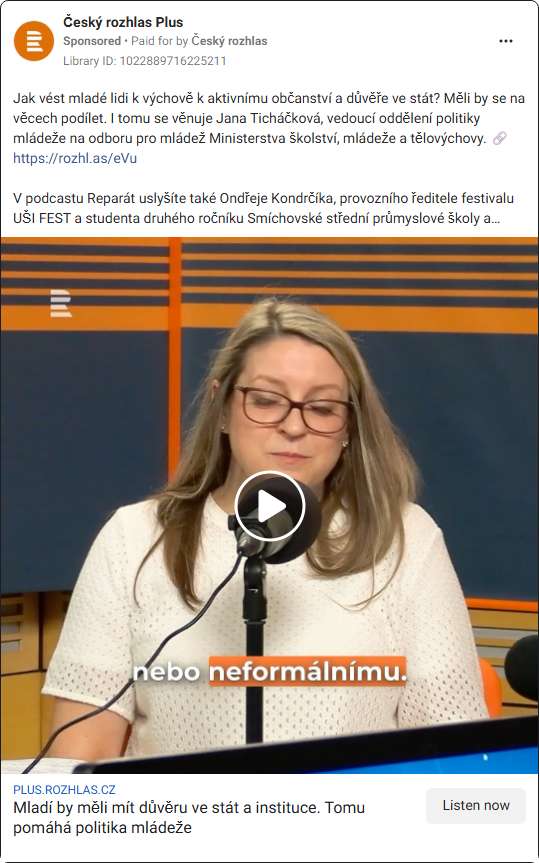 Český rozhlas Plus
Sponsored • Paid for by Český rozhlas
Library ID: 1022889716225211
Jak vést mladé lidi k výchově k aktivnímu občanství a důvěře ve stát? Měli by se na
věcech podílet. I tomu se věnuje Jana Ticháčková, vedoucí oddělení politiky
mládeže na odboru pro mládež Ministerstva školství, mládeže a tělovýchovy. 🔗
https://rozhl.as/eVu
V podcastu Reparát uslyšíte také Ondřeje Kondrčíka, provozního ředitele festivalu
UŠI FEST a studenta druhého ročníku Smíchovské střední průmyslové školy a...
nebo neformálnímu.
PLUS.ROZHLAS.CZ
Mladí by měli mít důvěru ve stát a instituce. Tomu
pomáhá politika mládeže
Listen now